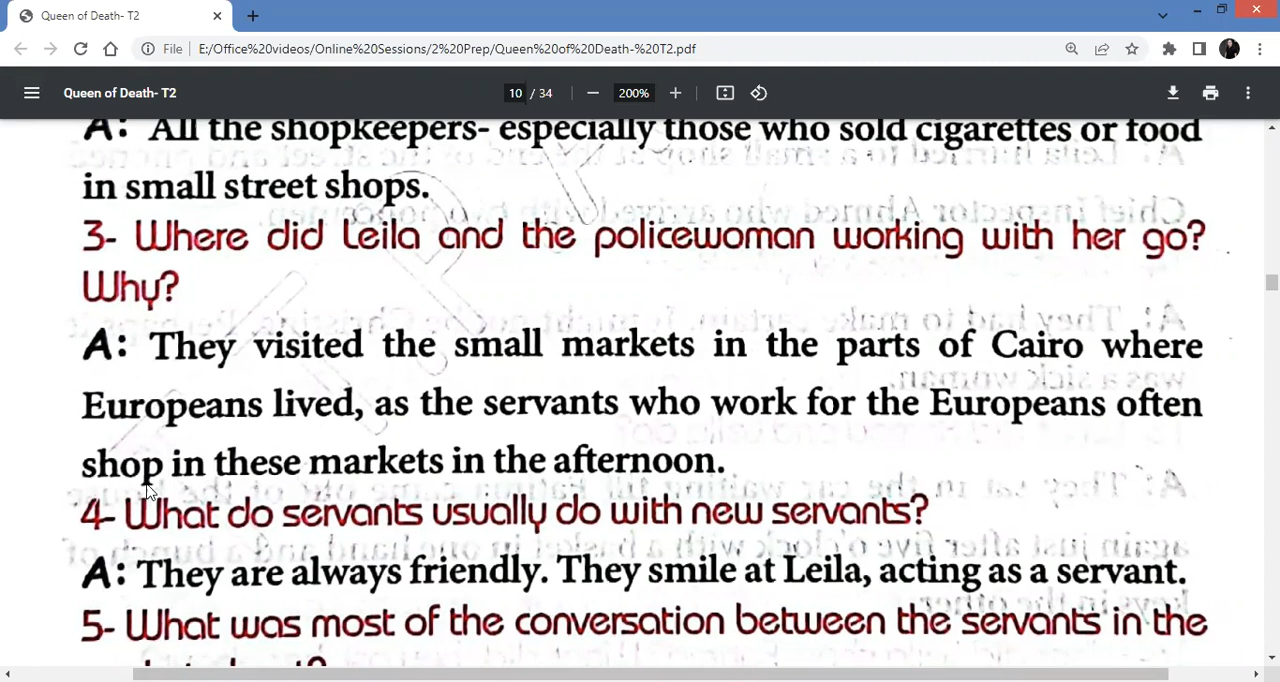 Queen of Death- T2
File | E:/Office%20videos/Online%20Sessions/2%20Prep/Queen%20of%20Death-%20T2.pdf
Queen of Death- T2
10 / 34
200%
A: All the shopkeepers- especially those who sold cigarettes or food
in small street shops.
3- Where did Leila and the policewoman working with her go?
Why?
A: They visited the small markets in the parts of Cairo where
Europeans lived, as the servants who work for the Europeans often
shop in these markets in the afternoon.
4- What do servants usually do with new servants?
A: They are always friendly. They smile at Leila, acting as a servant.
5- What was most of the conversation between the servants in the